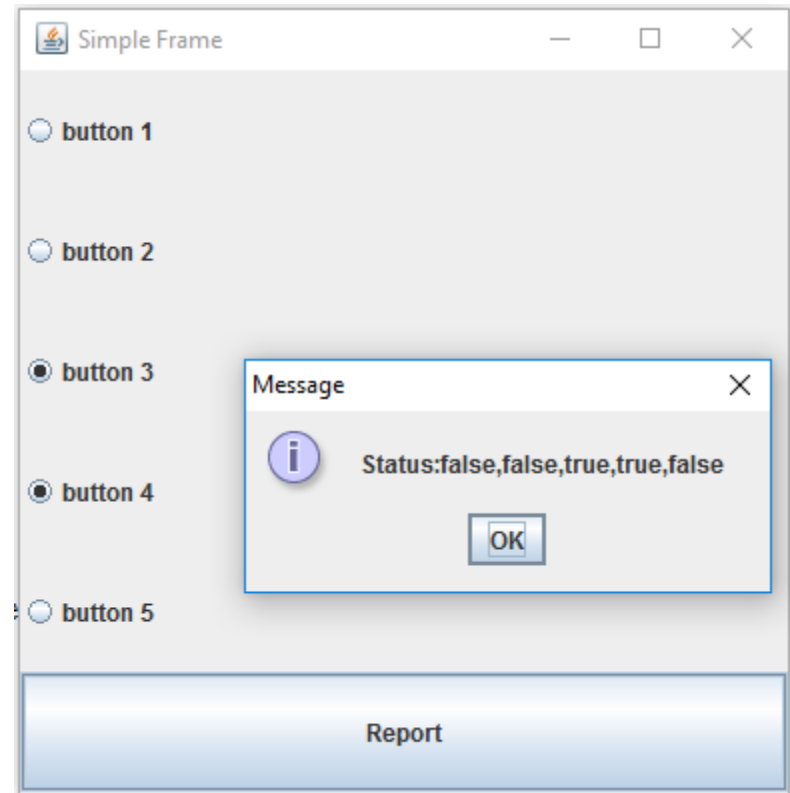 Simple Frame
button 1
button 2
button 3
Message
Status:false,false,true,true,false
button 4
OK
button 5
Report